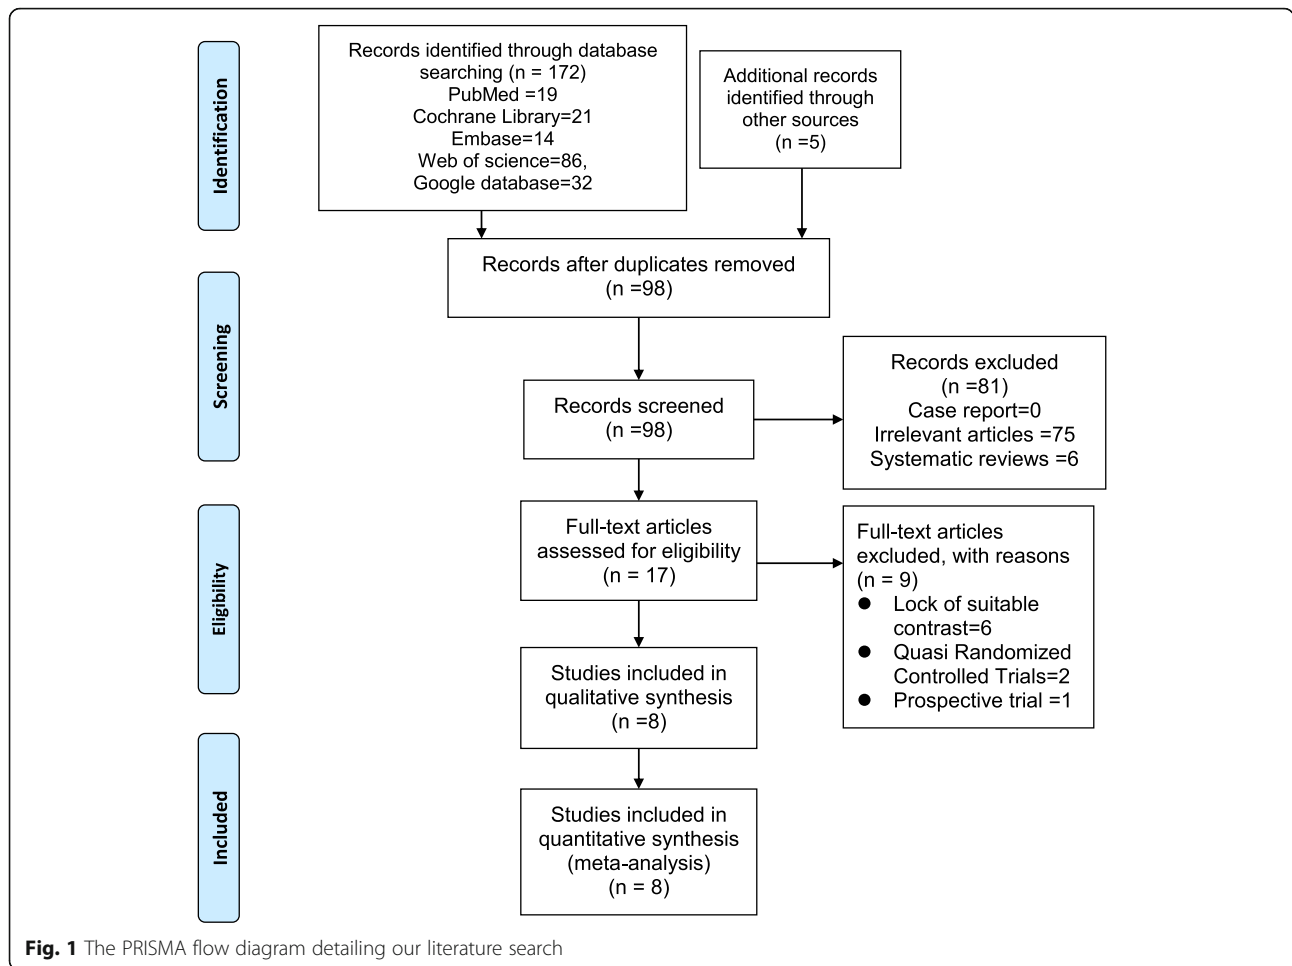 Identification
Records identified through database
searching (n = 172)
PubMed =19
Cochrane Library=21
Embase=14
Web of science=86,
Google database=32
Additional records
identified through
other sources
(n =5)
Records after duplicates removed
(n =98)
Screening
Records screened
(n =98)
Records excluded
(n =81)
Case report=0
Irrelevant articles =75
Systematic reviews =6
Eligibility
Full-text articles
assessed for eligibility
(n = 17)
Full-text articles
excluded, with reasons
(n = 9)
● Lock of suitable
contrast=6
● Quasi Randomized
Controlled Trials=2
● Prospective trial =1
Studies included in
qualitative synthesis
(n =8)
Included
Studies included in
quantitative synthesis
(meta-analysis)
(n = 8)
Fig. 1 The PRISMA flow diagram detailing our literature search